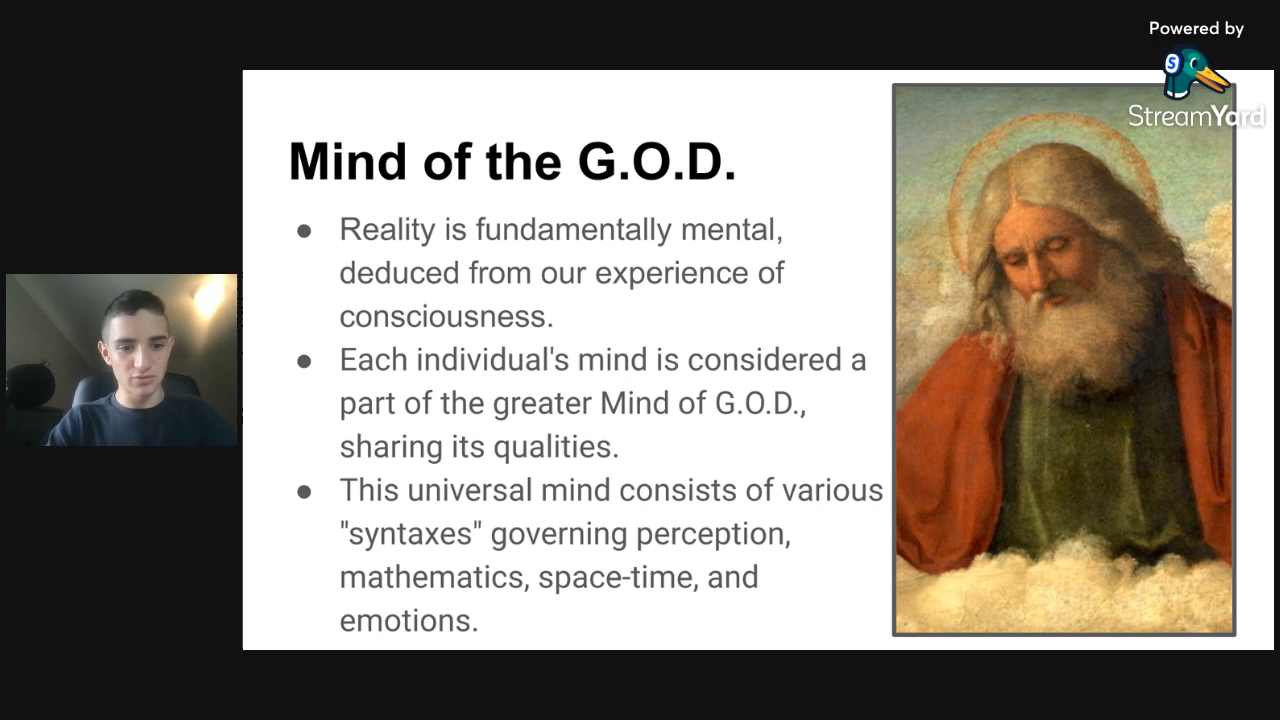 Powered by
StreamYard
Mind of the G.O.D.
● Reality is fundamentally mental,
deduced from our experience of
consciousness.
● Each individual's mind is considered a
part of the greater Mind of G.O.D.,
sharing its qualities.
● This universal mind consists of various
"syntaxes" governing perception,
mathematics, space-time, and
emotions.